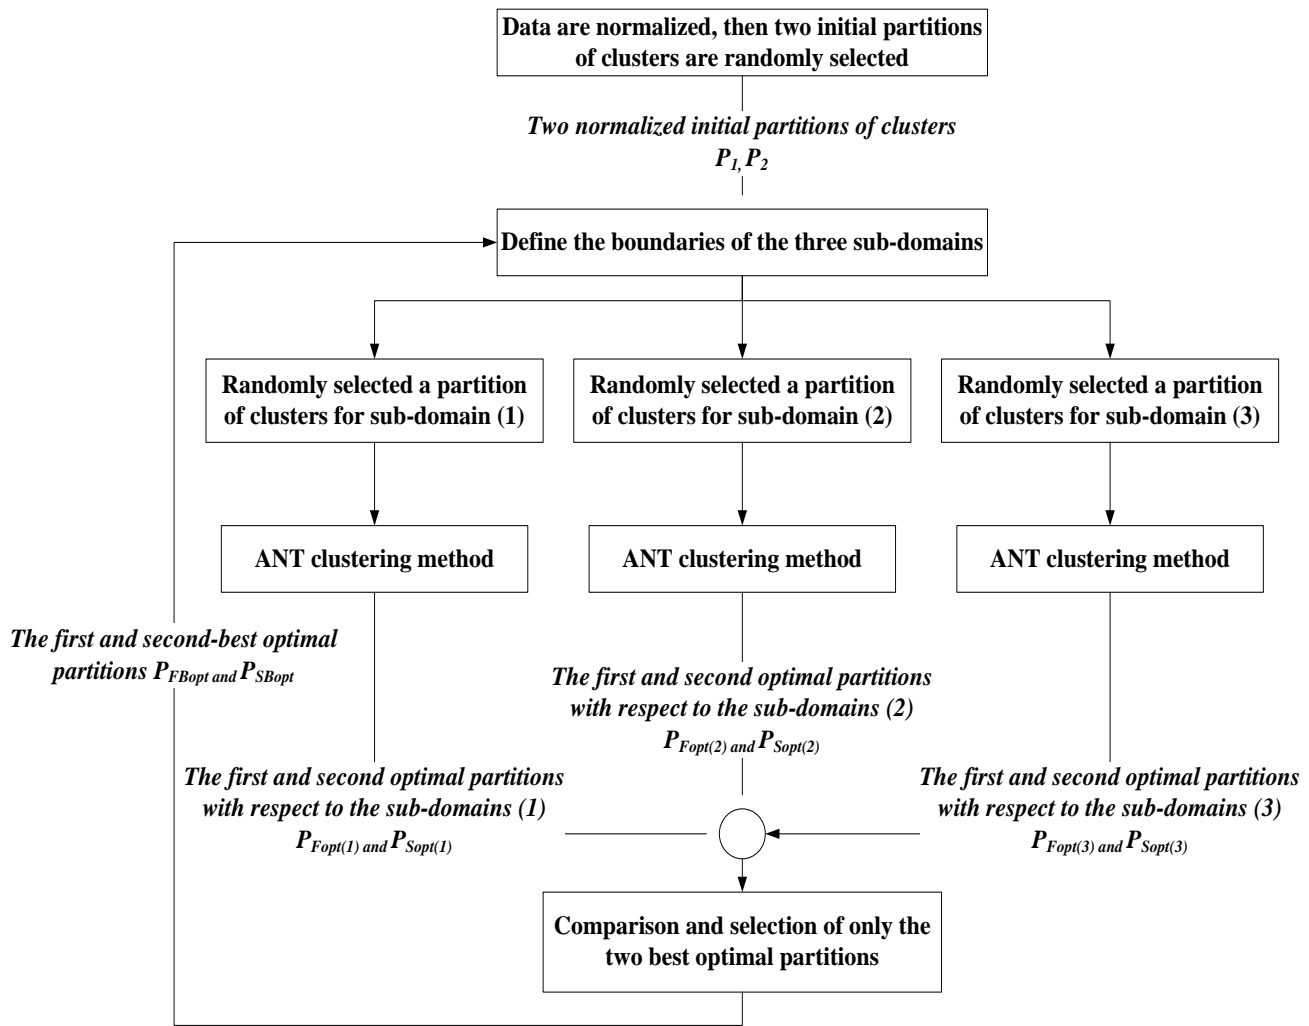 Data are normalized, then two initial partitions
of clusters are randomly selected
Two normalized initial partitions of clusters
P1, P2
Define the boundaries of the three sub-domains
Randomly selected a partition
of clusters for sub-domain (1)
Randomly selected a partition
of clusters for sub-domain (2)
Randomly selected a partition
of clusters for sub-domain (3)
ANT clustering method
ANT clustering method
ANT clustering method
The first and second-best optimal
partitions PFBopt and PSBopt
The first and second optimal partitions
with respect to the sub-domains (2)
PFopt(2) and PSopt(2)
The first and second optimal partitions
with respect to the sub-domains (1)
PFopt(1) and PSopt(1)
The first and second optimal partitions
with respect to the sub-domains (3)
PFopt(3) and PSopt(3)
Comparison and selection of only the
two best optimal partitions